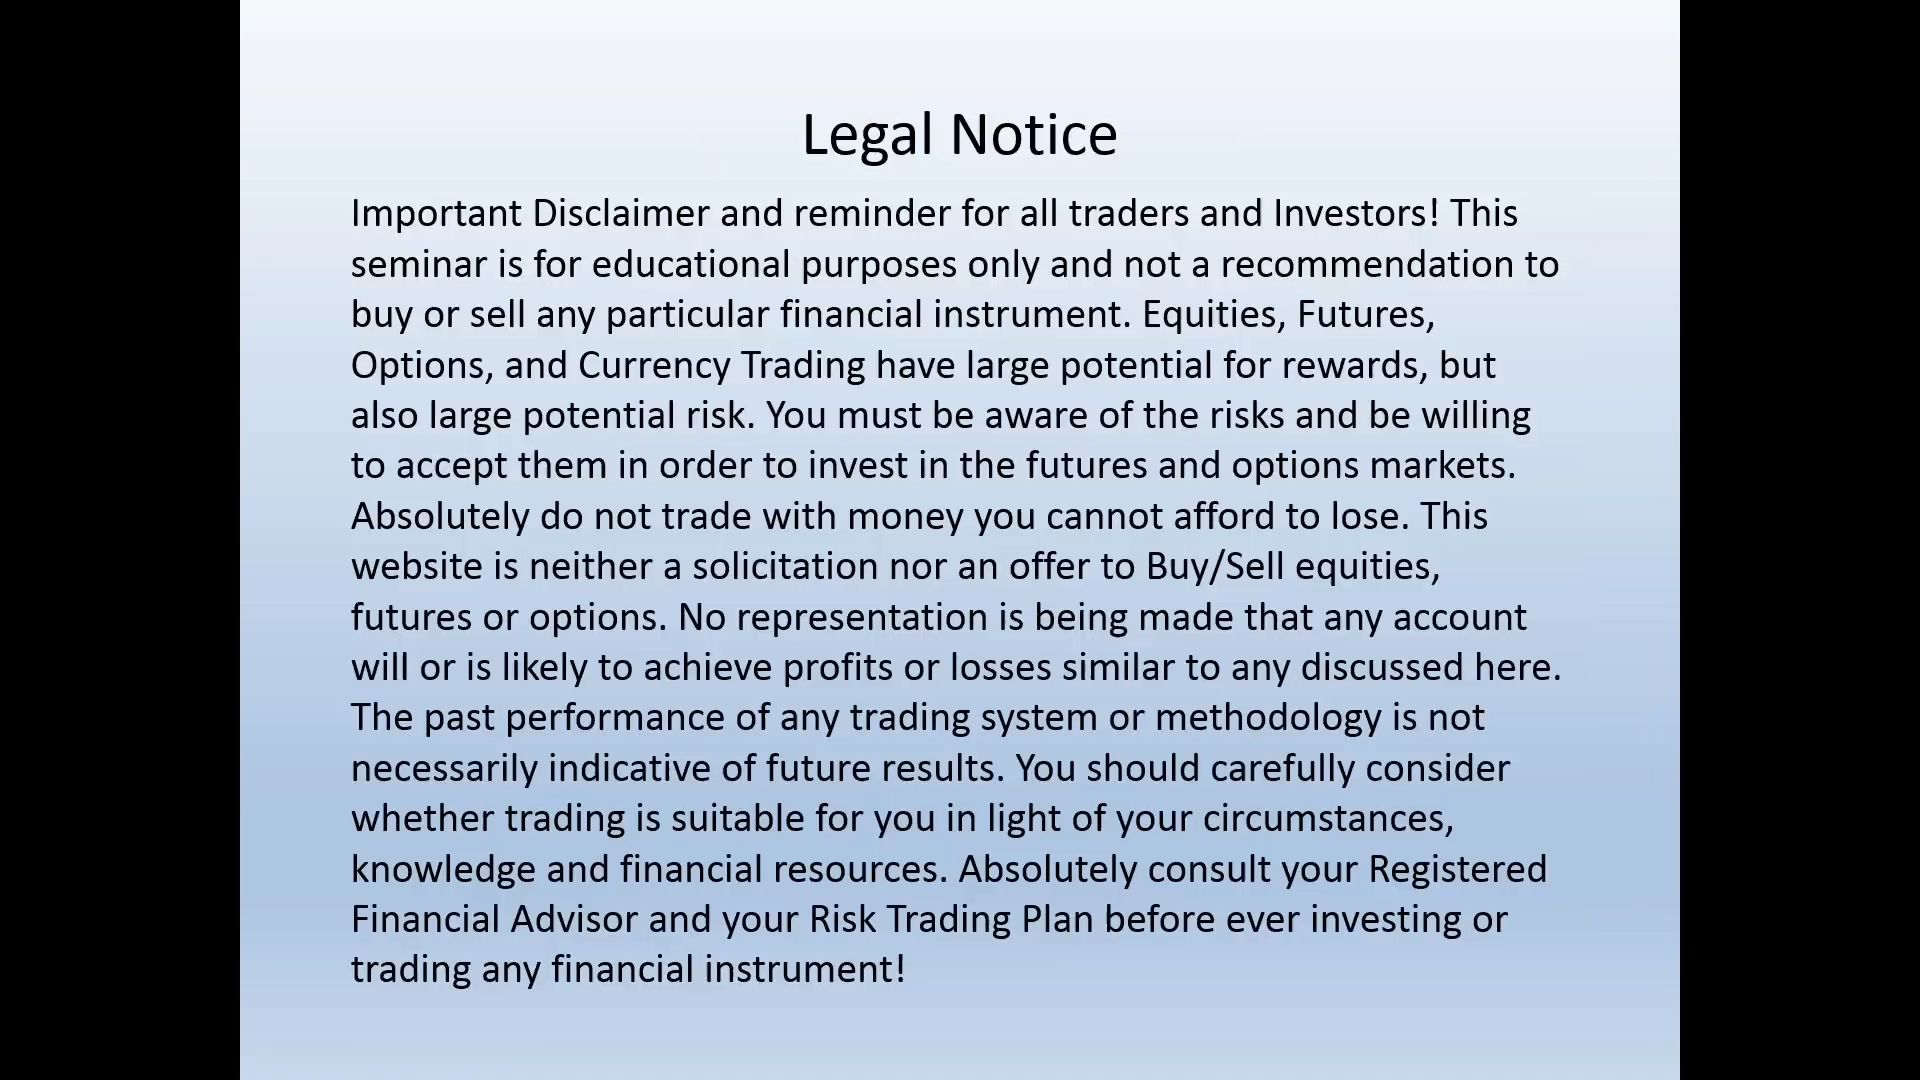 Legal Notice
Important Disclaimer and reminder for all traders and Investors! This
seminar is for educational purposes only and not a recommendation to
buy or sell any particular financial instrument. Equities, Futures,
Options, and Currency Trading have large potential for rewards, but
also large potential risk. You must be aware of the risks and be willing
to accept them in order to invest in the futures and options markets.
Absolutely do not trade with money you cannot afford to lose. This
website is neither a solicitation nor an offer to Buy/Sell equities,
futures or options. No representation is being made that any account
will or is likely to achieve profits or losses similar to any discussed here.
The past performance of any trading system or methodology is not
necessarily indicative of future results. You should carefully consider
whether trading is suitable for you in light of your circumstances,
knowledge and financial resources. Absolutely consult your Registered
Financial Advisor and your Risk Trading Plan before ever investing or
trading any financial instrument!